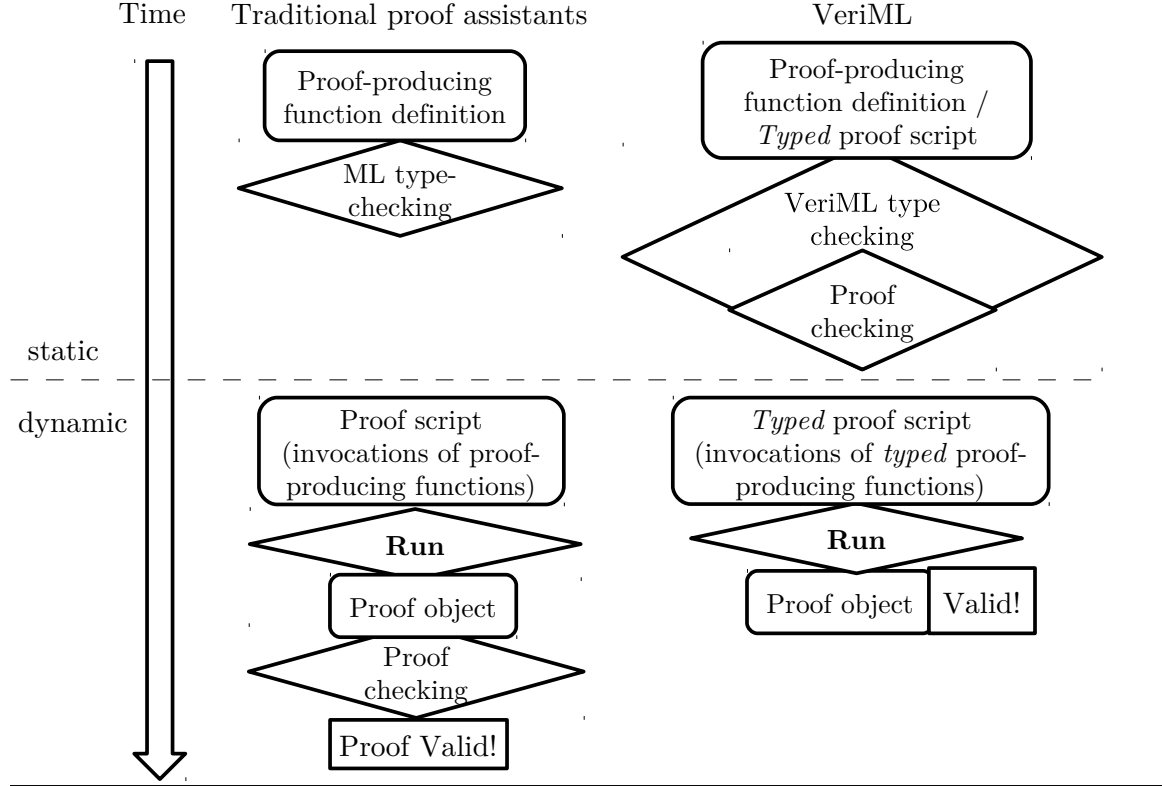 Time
Traditional proof assistants
VeriML
Proof-producing
function definition
ML type-
checking
Proof-producing
function definition /
Typed proof script
VeriML type
checking
Proof
checking
static
dynamic
Proof script
(invocations of proof-
producing functions)
Run
Proof object
Proof
checking
Proof Valid!
Typed proof script
(invocations of typed proof-
producing functions)
Run
Proof object
Valid!